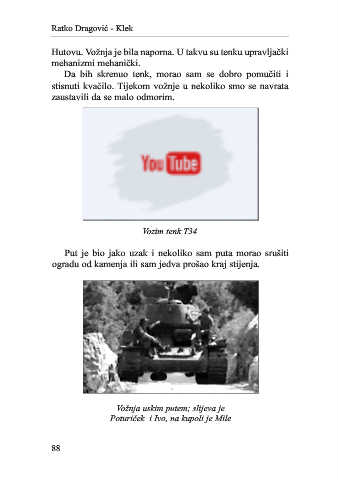 Ratko Dragović - Klek
Hutovu. Vožnja je bila naporna. U takvu su tenku upravljački
mehanizmi mehanički.
Da bih skrenuo tenk, morao sam se dobro pomučiti i
stisnuti kvačilo. Tijekom vožnje u nekoliko smo se navrata
zaustavili da se malo odmorim.
YouTube
Vozim tenk T34
Put je bio jako uzak i nekoliko sam puta morao srušiti
ogradu od kamenja ili sam jedva prošao kraj stijenja.
Vožnja uskim putem; slijeva je
Poturiček i Ivo, na kupoli je Mile
88